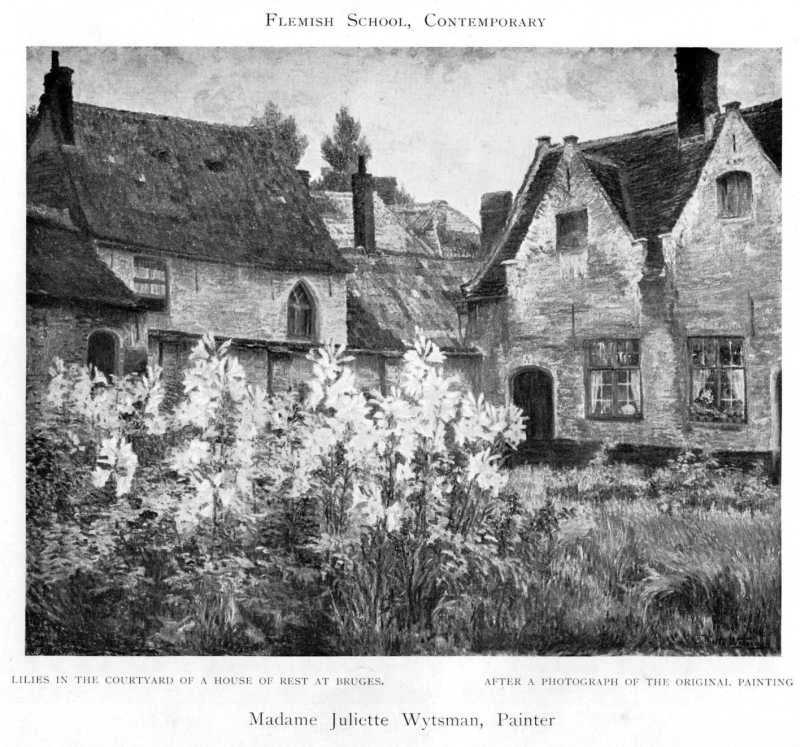 FLEMISH SCHOOL, CONTEMPORARY
LILIES IN THE COURTYARD OF A HOUSE OF REST AT BRUGES.
AFTER A PHOTOGRAPH OF THE ORIGINAL PAINTING
Madame Juliette Wytsman, Painter